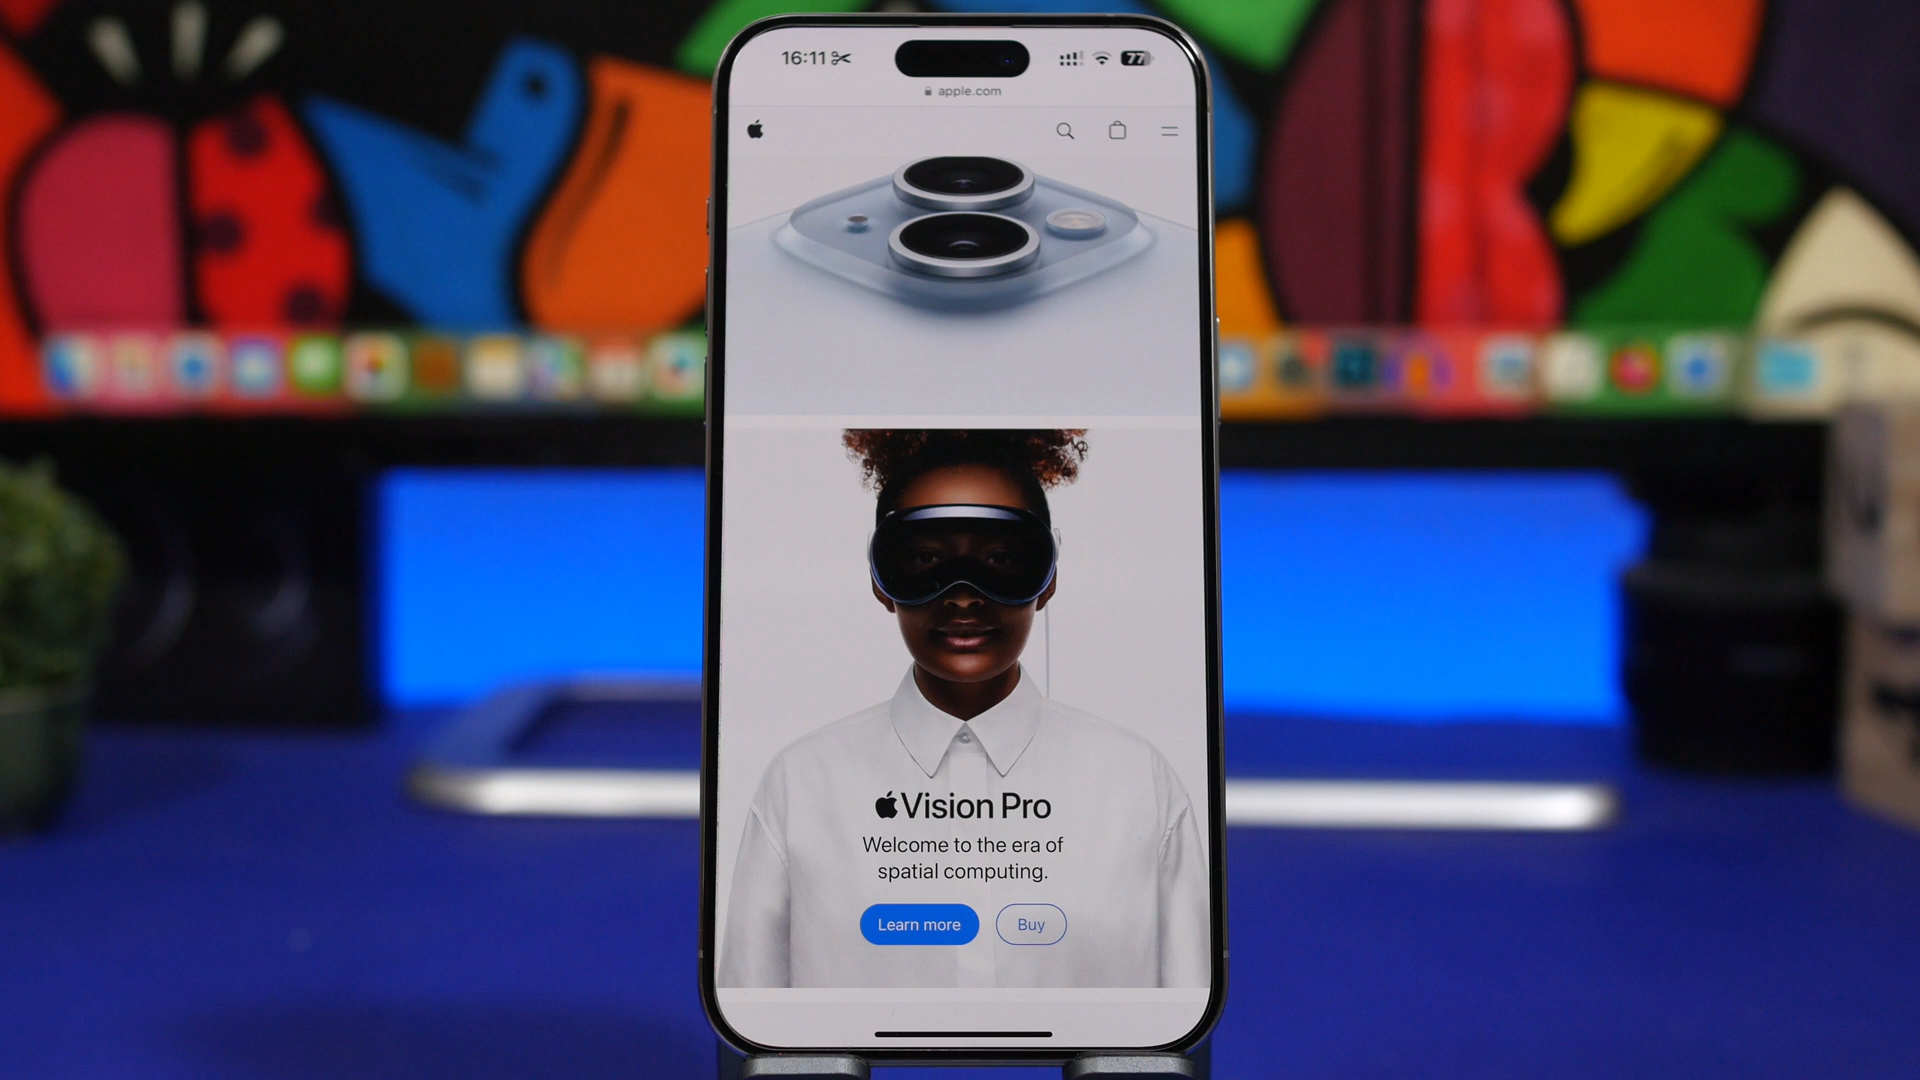 16:11
77
apple.com
Vision Pro
Welcome to the era of
spatial computing.
Learn more
Buy